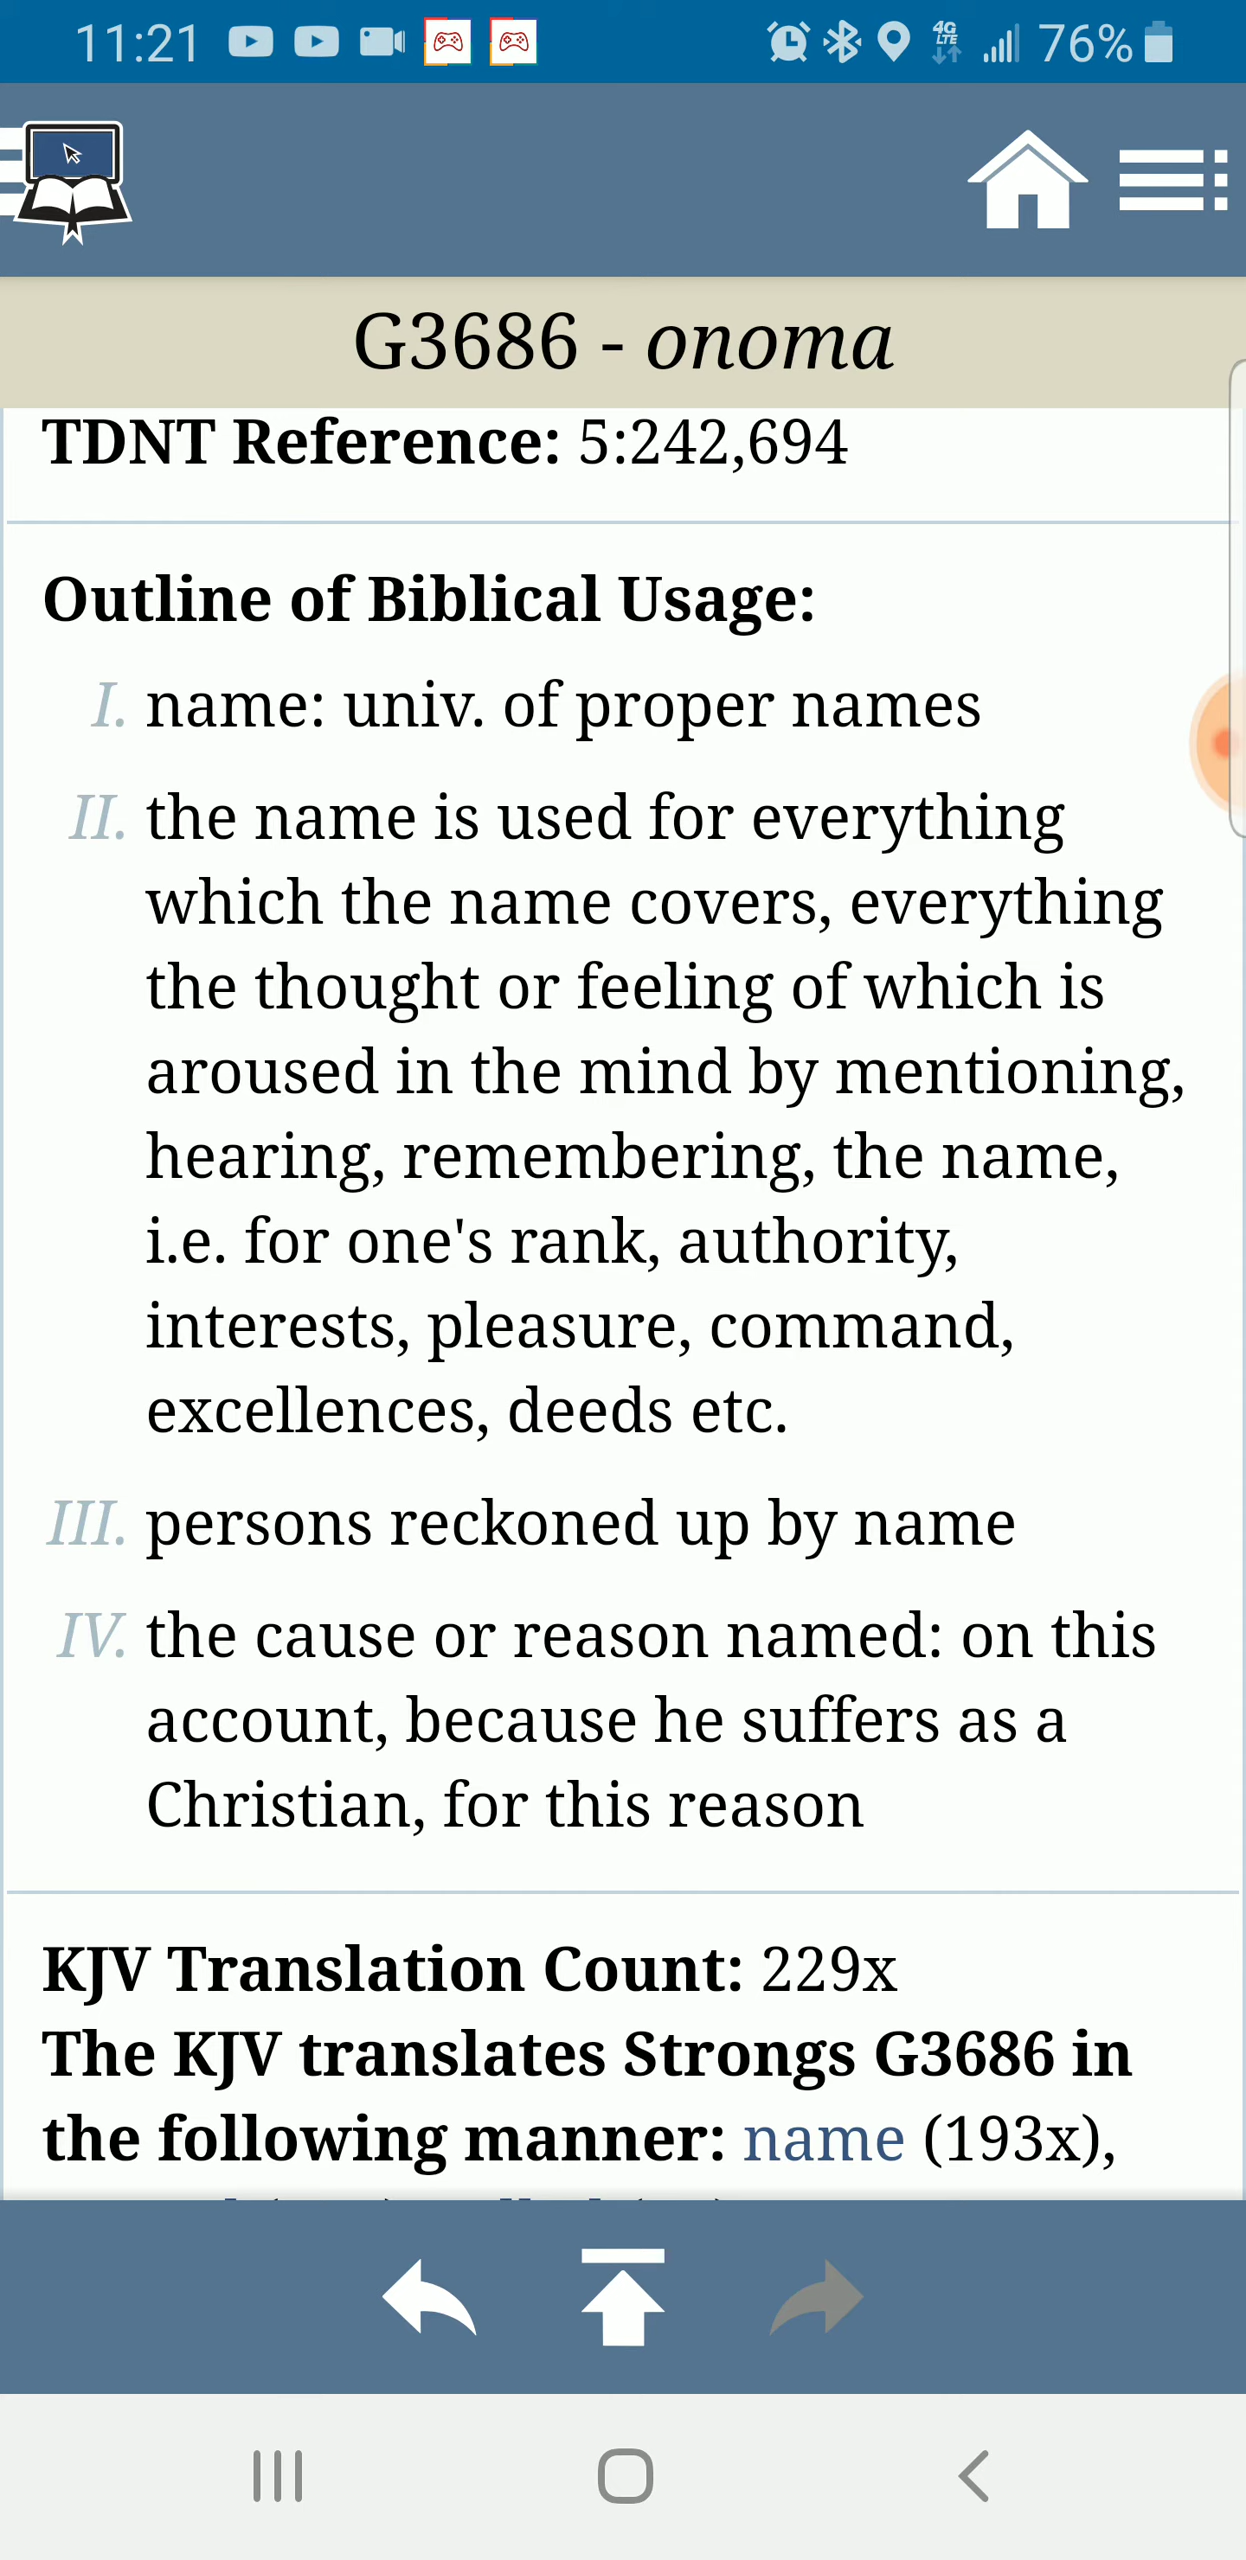 11:21 4G LTE 76%
G3686 - onoma
TDNT Reference: 5:242,694
Outline of Biblical Usage:
I. name: univ. of proper names
II. the name is used for everything
which the name covers, everything
the thought or feeling of which is
aroused in the mind by mentioning,
hearing, remembering, the name,
i.e. for one's rank, authority,
interests, pleasure, command,
excellences, deeds etc.
III. persons reckoned up by name
IV. the cause or reason named: on this
account, because he suffers as a
Christian, for this reason
KJV Translation Count: 229x
The KJV translates Strongs G3686 in
the following manner: name (193x),